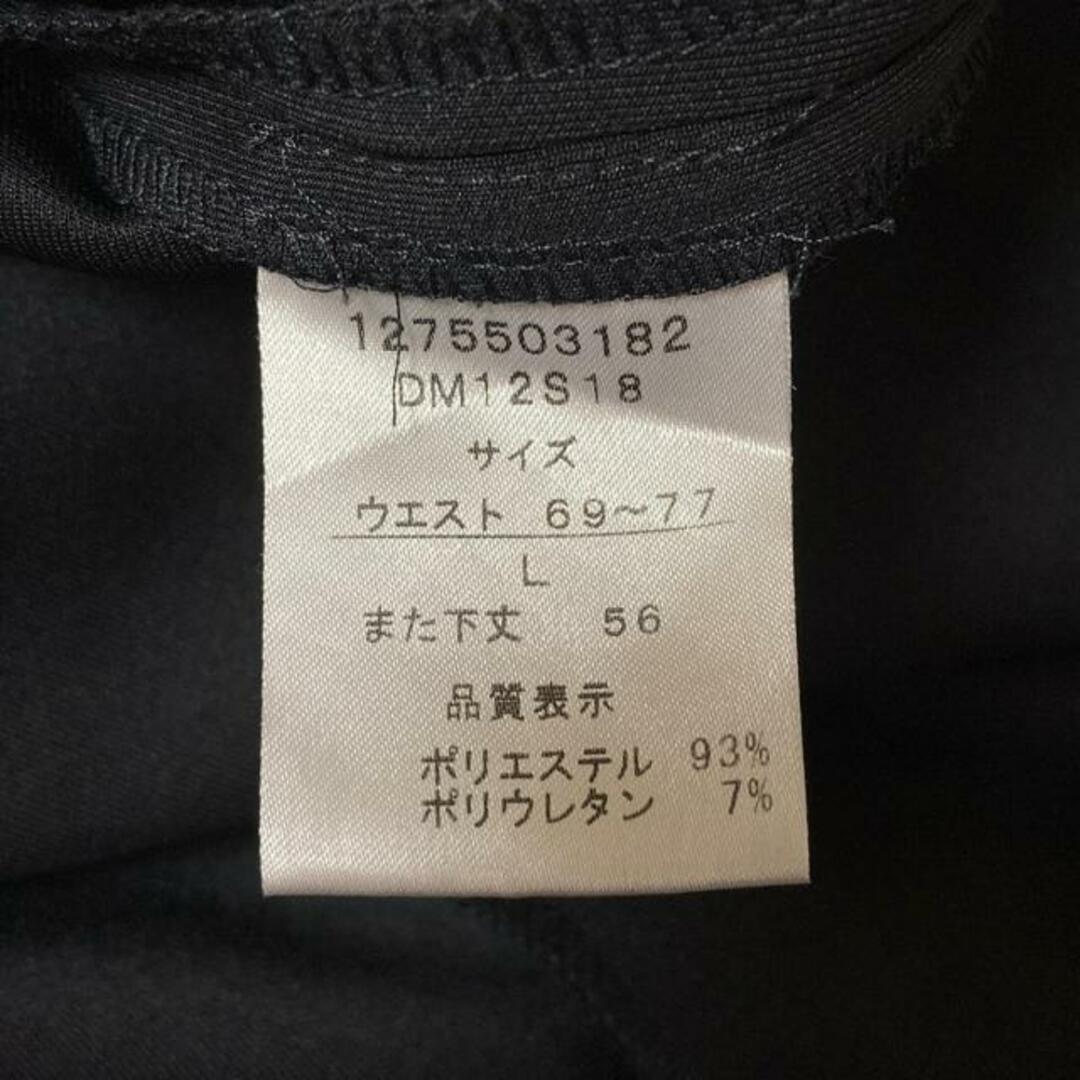 1275503182
DM12S18
サイズ
ウエスト 69~77
L
また下丈 56
品質表示
ポリエステル 93%
ポリウレタン 7%